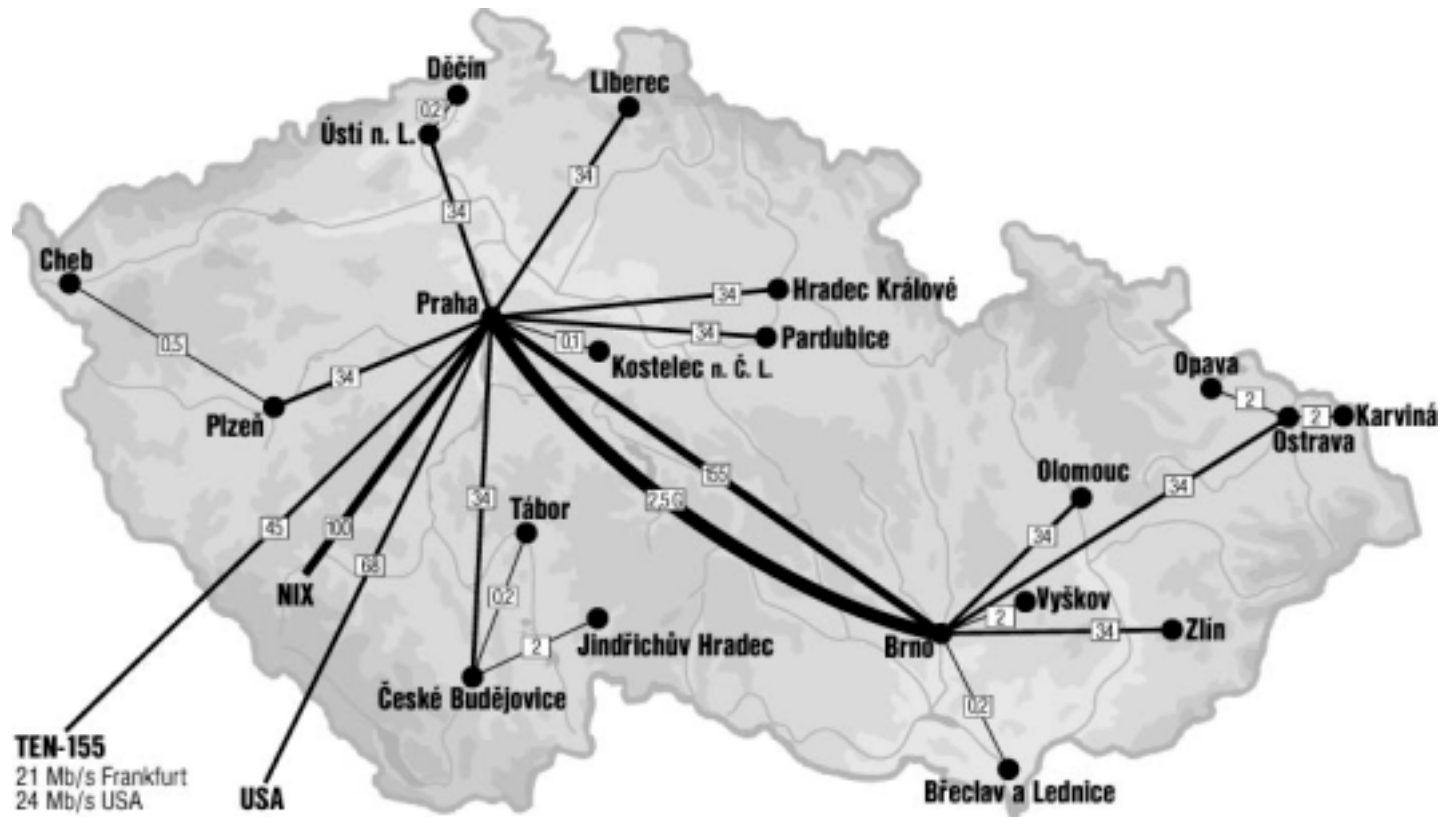 Děčín
Liberec
0.2
Ústí n. L.
34
34
Cheb
Praha
34
Hradec Králové
34
Pardubice
0.1
Kostelec n. Č. L.
0.5
34
Plzeň
Opava
2
2
Karviná
Ostrava
Olomouc
155
34
2,5 G
34
Tábor
45
100
34
68
NIX
0.2
Vyškov
2
Jindřichův Hradec
2
Brno
34
Zlín
České Budějovice
0.2
TEN-155
21 Mb/s Frankfurt
24 Mb/s USA
USA
Břeclav a Lednice